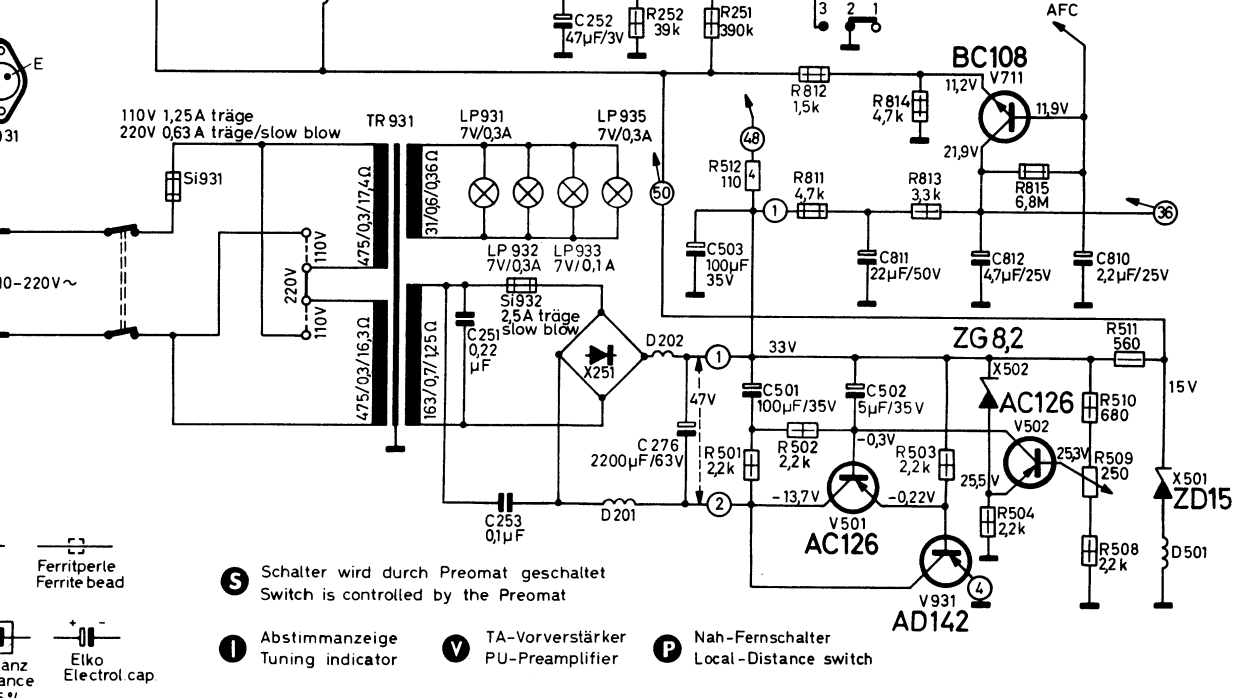 C252
47µF/3V
R252
39k
R251
390k
3 2 1
AFC
E
931
110V 1,25A träge
220V 0,63A träge/slow blow
TR931
LP931
7V/0,3A
LP935
7V/0,3A
R812
1,5k
R814
4,7k
BC108
V711
11,2V
11,9V
21,9V
48
R512
110
4
50
Si931
475/0,3/17,4Ω
31/0,6/0,36Ω
1
R811
4,7k
R813
3,3k
R815
6,8M
36
110V
220V
110V
10-220V~
LP932
7V/0,3A
LP933
7V/0,1A
C503
100µF
35V
C811
22µF/50V
C812
4,7µF/25V
C810
2,2µF/25V
Si932
2,5A träge
slow blow
C251
0,22
µF
475/0,3/16,3Ω
163/0,7/1,25Ω
X251
D202
1
33V
ZG8,2
X502
R511
560
15V
47V
C501
100µF/35V
C502
5µF/35V
AC126
V502
R510
680
C276
2200µF/63V
R501
2,2k
R502
2,2k
-0,3V
R503
2,2k
25,3V
R509
250
25,5V
X501
ZD15
-13,7V
-0,22V
2
C253
0,1µF
D201
V501
AC126
R504
2,2k
R508
2,2k
D501
4
V931
AD142
Ferritperle
Ferrite bead
S
Schalter wird durch Preomat geschaltet
Switch is controlled by the Preomat
I
Abstimmanzeige
Tuning indicator
V
TA-Vorverstärker
PU-Preamplifier
P
Nah-Fernschalter
Local-Distance switch
+ -
Elko
Electrol.cap.
anz
ance